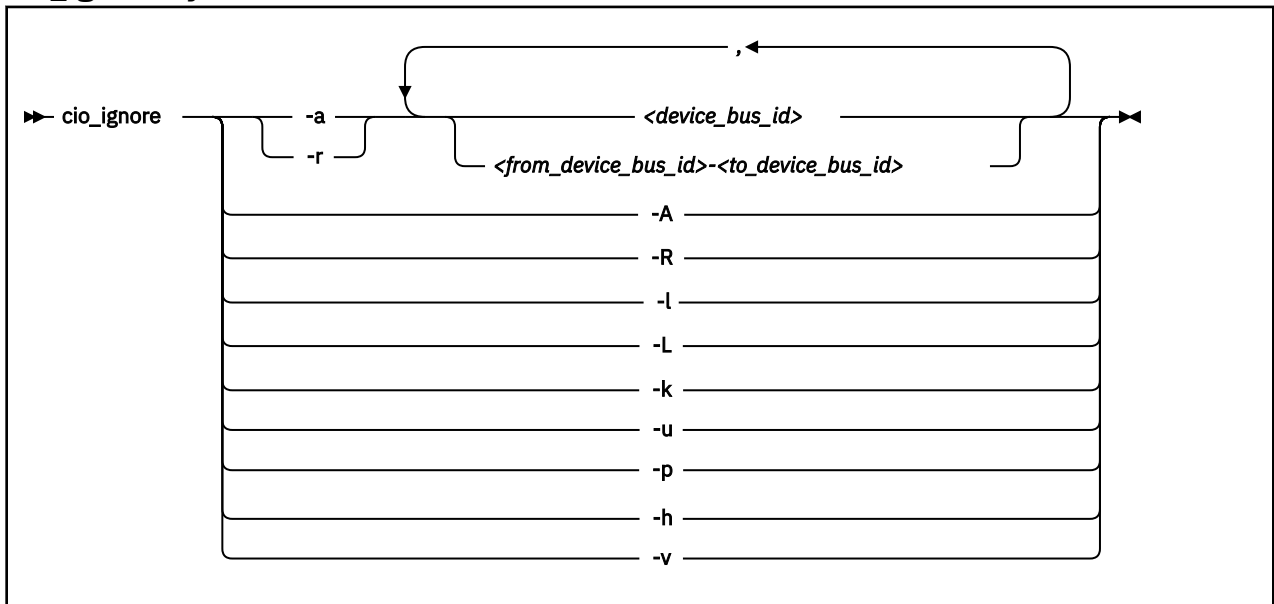 ,
cio_ignore -a <device_bus_id>
-r <from_device_bus_id>-<to_device_bus_id>
-A
-R
-l
-L
-k
-u
-p
-h
-v